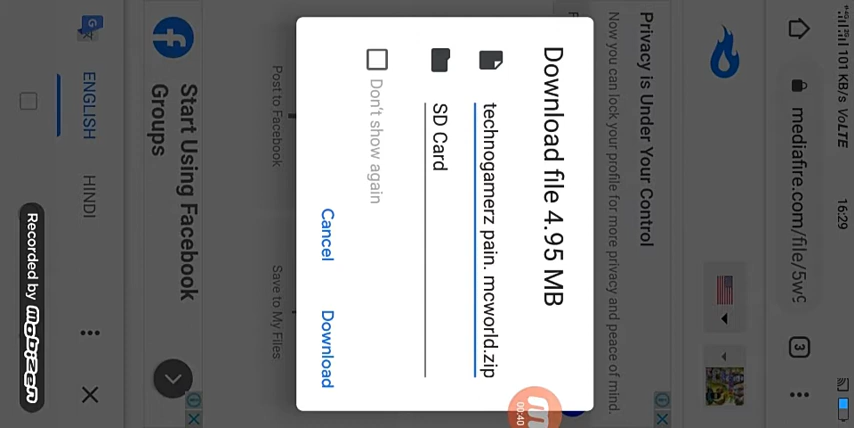 101 KB/s VoLTE
16:29
mediafire.com/file/5w9
3
Privacy is Under Your Control
Now you can lock your profile for more privacy and peace of mind.
Download file 4.95 MB
technogamerz pain. mcworld.zip
SD Card
Don't show again
Cancel
Download
00:40
Post to Facebook
Save to My Files
Start Using Facebook
Groups
ENGLISH
HINDI
Recorded by mobizen